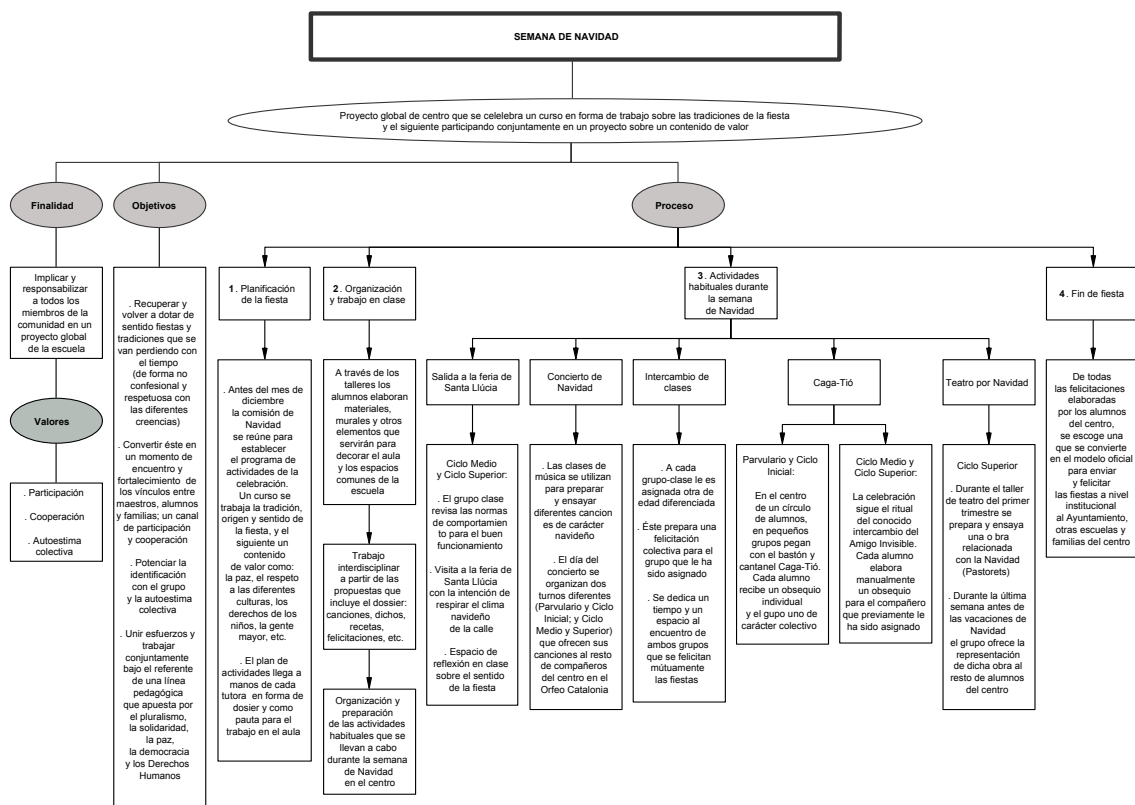 SEMANA DE NAVIDAD
Proyecto global de centro que se celelebra un curso en forma de trabajo sobre las tradiciones de la fiesta
y el siguiente participando conjuntamente en un proyecto sobre un contenido de valor
Finalidad
Objetivos
Proceso
Implicar y
responsabilizar
a todos los
miembros de la
comunidad en un
proyecto global
de la escuela
Valores
. Participación
. Cooperación
. Autoestima
colectiva
. Recuperar y
volver a dotar de
sentido fiestas y
tradiciones que se
van perdiendo con
el tiempo
(de forma no
confesional y
respetuosa con
las diferentes
creencias)
. Convertir éste en
un momento de
encuentro y
fortalecimiento de
los vínculos entre
maestros, alumnos
y familias; un canal
de participación
y cooperación
. Potenciar la
identificación
con el grupo
y la autoestima
colectiva
. Unir esfuerzos y
trabajar
conjuntamente
bajo el referente
de una línea
pedagógica
que apuesta por
el pluralismo,
la solidaridad,
la paz,
la democracia
y los Derechos
Humanos
1. Planificación
de la fiesta
. Antes del mes de
diciembre
la comisión de
Navidad
se reúne para
establecer
el programa de
actividades de la
celebración.
Un curso se
trabaja la tradición,
origen y sentido de
la fiesta, y el
siguiente un
contenido
de valor como:
la paz, el respeto
a las diferentes
culturas, los
derechos de los
niños, la gente
mayor, etc.
. El plan de
actividades llega a
manos de cada
tutora en forma de
dosier y como
pauta para el
trabajo en el aula
2. Organización
y trabajo en clase
A través de los
talleres los
alumnos elaboran
materiales,
murales y otros
elementos que
servirán para
decorar el aula
y los espacios
comunes de la
escuela
Trabajo
interdisciplinar
a partir de las
propuestas que
incluye el dossier:
canciones, dichos,
recetas,
felicitaciones, etc.
Organización y
preparación
de las actividades
habituales que se
llevan a cabo
durante la semana
de Navidad
en el centro
3. Actividades
habituales durante
la semana
de Navidad
Salida a la feria de
Santa Llúcia
Ciclo Medio
y Ciclo Superior:
. El grupo clase
revisa las normas
de comportamien
to para el buen
funcionamiento
. Visita a la feria de
Santa Llúcia
con la intención de
respirar el clima
navideño
de la calle
. Espacio de
reflexión en clase
sobre el sentido
de la fiesta
Concierto de
Navidad
. Las clases de
música se utilizan
para preparar
y ensayar
diferentes cancion
es de carácter
navideño
. El día del
concierto se
organizan dos
turnos diferentes
(Parvulario y Ciclo
Inicial; y Ciclo
Medio y Superior)
que ofrecen sus
canciones al resto
de compañeros
del centro en el
Orfeo Catalonia
Intercambio de
clases
. A cada
grupo-clase le es
asignada otra de
edad diferenciada
. Éste prepara una
felicitación
colectiva para el
grupo que le ha
sido asignado
. Se dedica un
tiempo y un
espacio al
encuentro de
ambos grupos
que se felicitan
mútuamente
las fiestas
Caga-Tió
Parvulario y Ciclo
Inicial:
En el centro
de un círculo
de alumnos,
en pequeños
grupos pegan
con el bastón y
cantanel Caga-Tió.
Cada alumno
recibe un obsequio
individual
y el gupo uno de
carácter colectivo
Ciclo Medio y
Ciclo Superior:
La celebración
sigue el ritual
del conocido
intercambio del
Amigo Invisible.
Cada alumno
elabora
manualmente
un obsequio
para el compañero
que previamente le
ha sido asignado
Teatro por Navidad
Ciclo Superior
. Durante el taller
de teatro del primer
trimestre se
prepara y ensaya
una o bra
relacionada
con la Navidad
(Pastorets)
. Durante la última
semana antes de
las vacaciones de
Navidad
el grupo ofrece la
representación
de dicha obra al
resto de alumnos
del centro
4. Fin de fiesta
De todas
las felicitaciones
elaboradas
por los alumnos
del centro,
se escoge una
que se convierte
en el modelo oficial
para enviar
y felicitar
las fiestas a nivel
institucional
al Ayuntamiento,
otras escuelas y
familias del centro